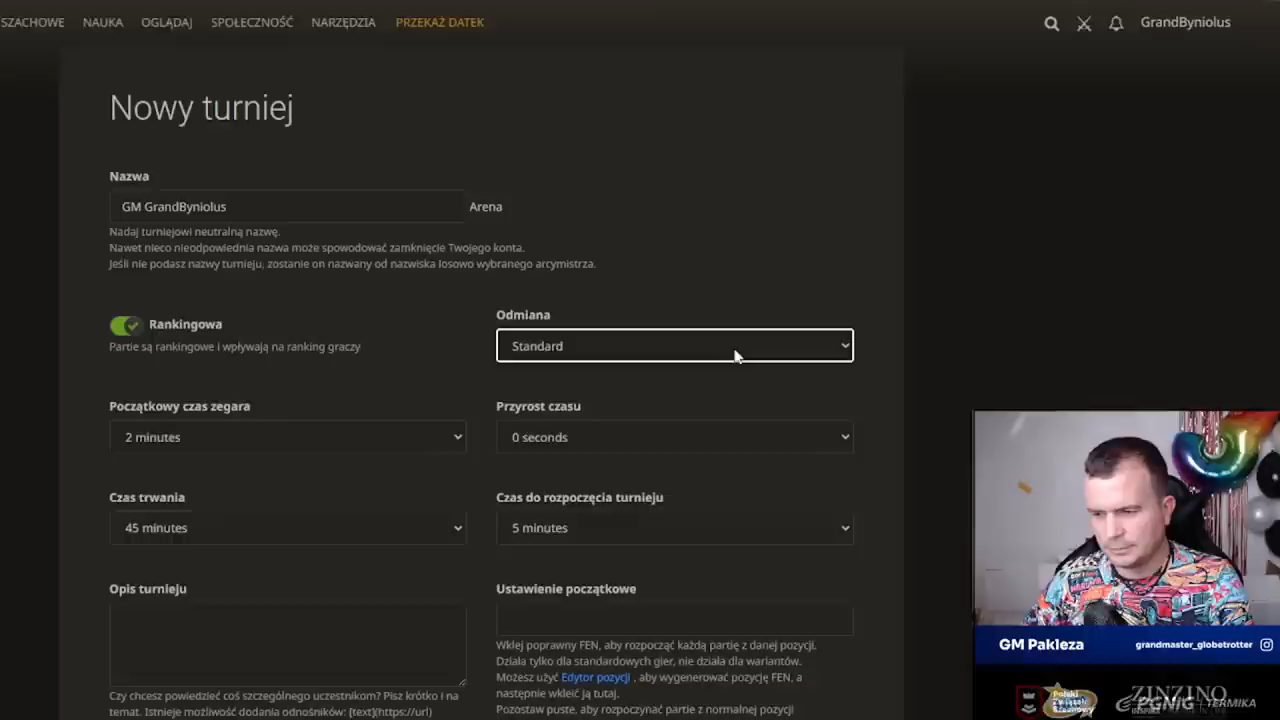 SZACHOWE NAUKA OGLĄDAJ SPOŁECZNOŚĆ NARZĘDZIA PRZEKAŻ DATEK GrandByniolus
Nowy turniej
Nazwa
GM GrandByniolus Arena
Nadaj turniejowi neutralną nazwę.
Nawet nieco nieodpowiednia nazwa może spowodować zamknięcie Twojego konta.
Jeśli nie podasz nazwy turnieju, zostanie on nazwany od nazwiska losowo wybranego arcymistrza.
Rankingowa
Partie są rankingowe i wpływają na ranking graczy
Odmiana
Standard
Początkowy czas zegara
2 minutes
Przyrost czasu
0 seconds
Czas trwania
45 minutes
Czas do rozpoczęcia turnieju
5 minutes
Opis turnieju
Czy chcesz powiedzieć coś szczególnego uczestnikom? Pisz krótko i na
temat. Istnieje możliwość dodania odnośników: [text](https://url)
Ustawienie początkowe
Wklej poprawny FEN, aby rozpocząć każdą partię z danej pozycji.
Działa tylko dla standardowych gier, nie działa dla wariantów.
Możesz użyć Edytor pozycji , aby wygenerować pozycję FEN, a
następnie wkleić ją tutaj.
Pozostaw puste, aby rozpoczynać partie z normalnej pozycji
GM Pakleza grandmaster_globetrotter
Polski
Związek
Szachowy
ZINZINO
PGNiG TERMIKA